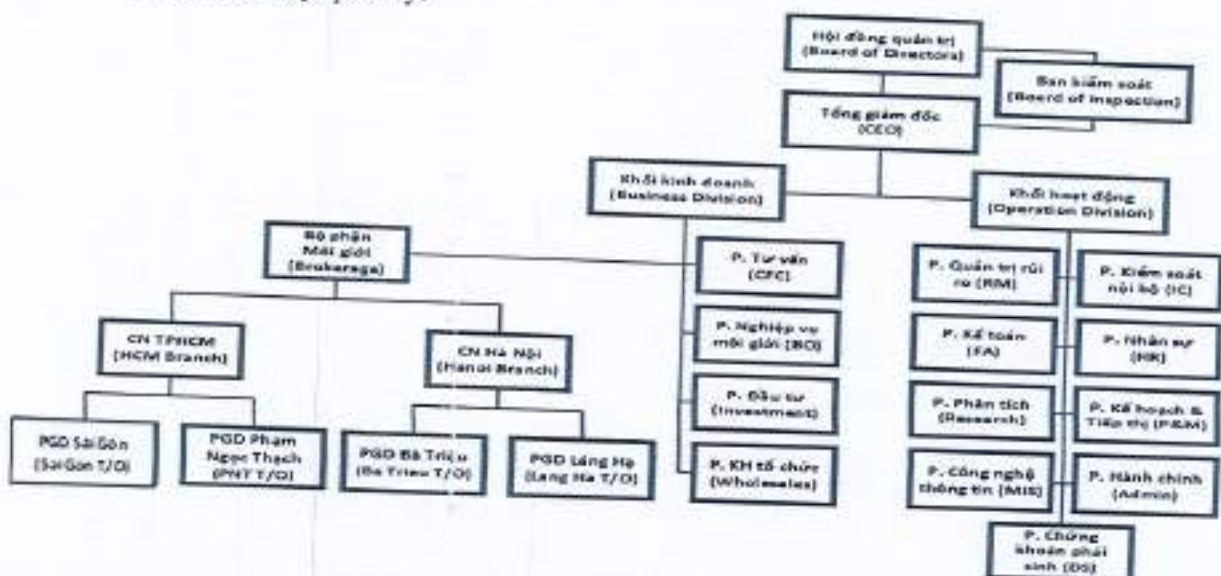 Hội đồng quản trị
(Board of Directors)
Ban kiểm soát
(Board of Inspection)
Tổng giám đốc
(CEO)
Khối kinh doanh
(Business Division)
Khối hoạt động
(Operation Division)
Bộ phận
Môi giới
(Brokerage)
P. Tư vấn
(CFC)
P. Quản trị rủi
ro (RM)
P. Kiểm soát
nội bộ (IC)
CN TPHCM
(HCM Branch)
CN Hà Nội
(Hanoi Branch)
P. Nghiệp vụ
môi giới (BO)
P. Kế toán
(FA)
P. Nhân sự
(HR)
P. Đầu tư
(Investment)
P. Phân tích
(Research)
P. Kế hoạch &
Tiếp thị (P&M)
PGD Sài Gòn
(Sài Gòn T/O)
PGD Phạm
Ngọc Thạch
(PNT T/O)
PGD Bà Triệu
(Ba Trieu T/O)
PGD Láng Hạ
(Lang Ha T/O)
P. KH tổ chức
(Wholesales)
P. Công nghệ
thông tin (MIS)
P. Hành chính
(Admin)
P. Chứng
khoán phái
sinh (DS)